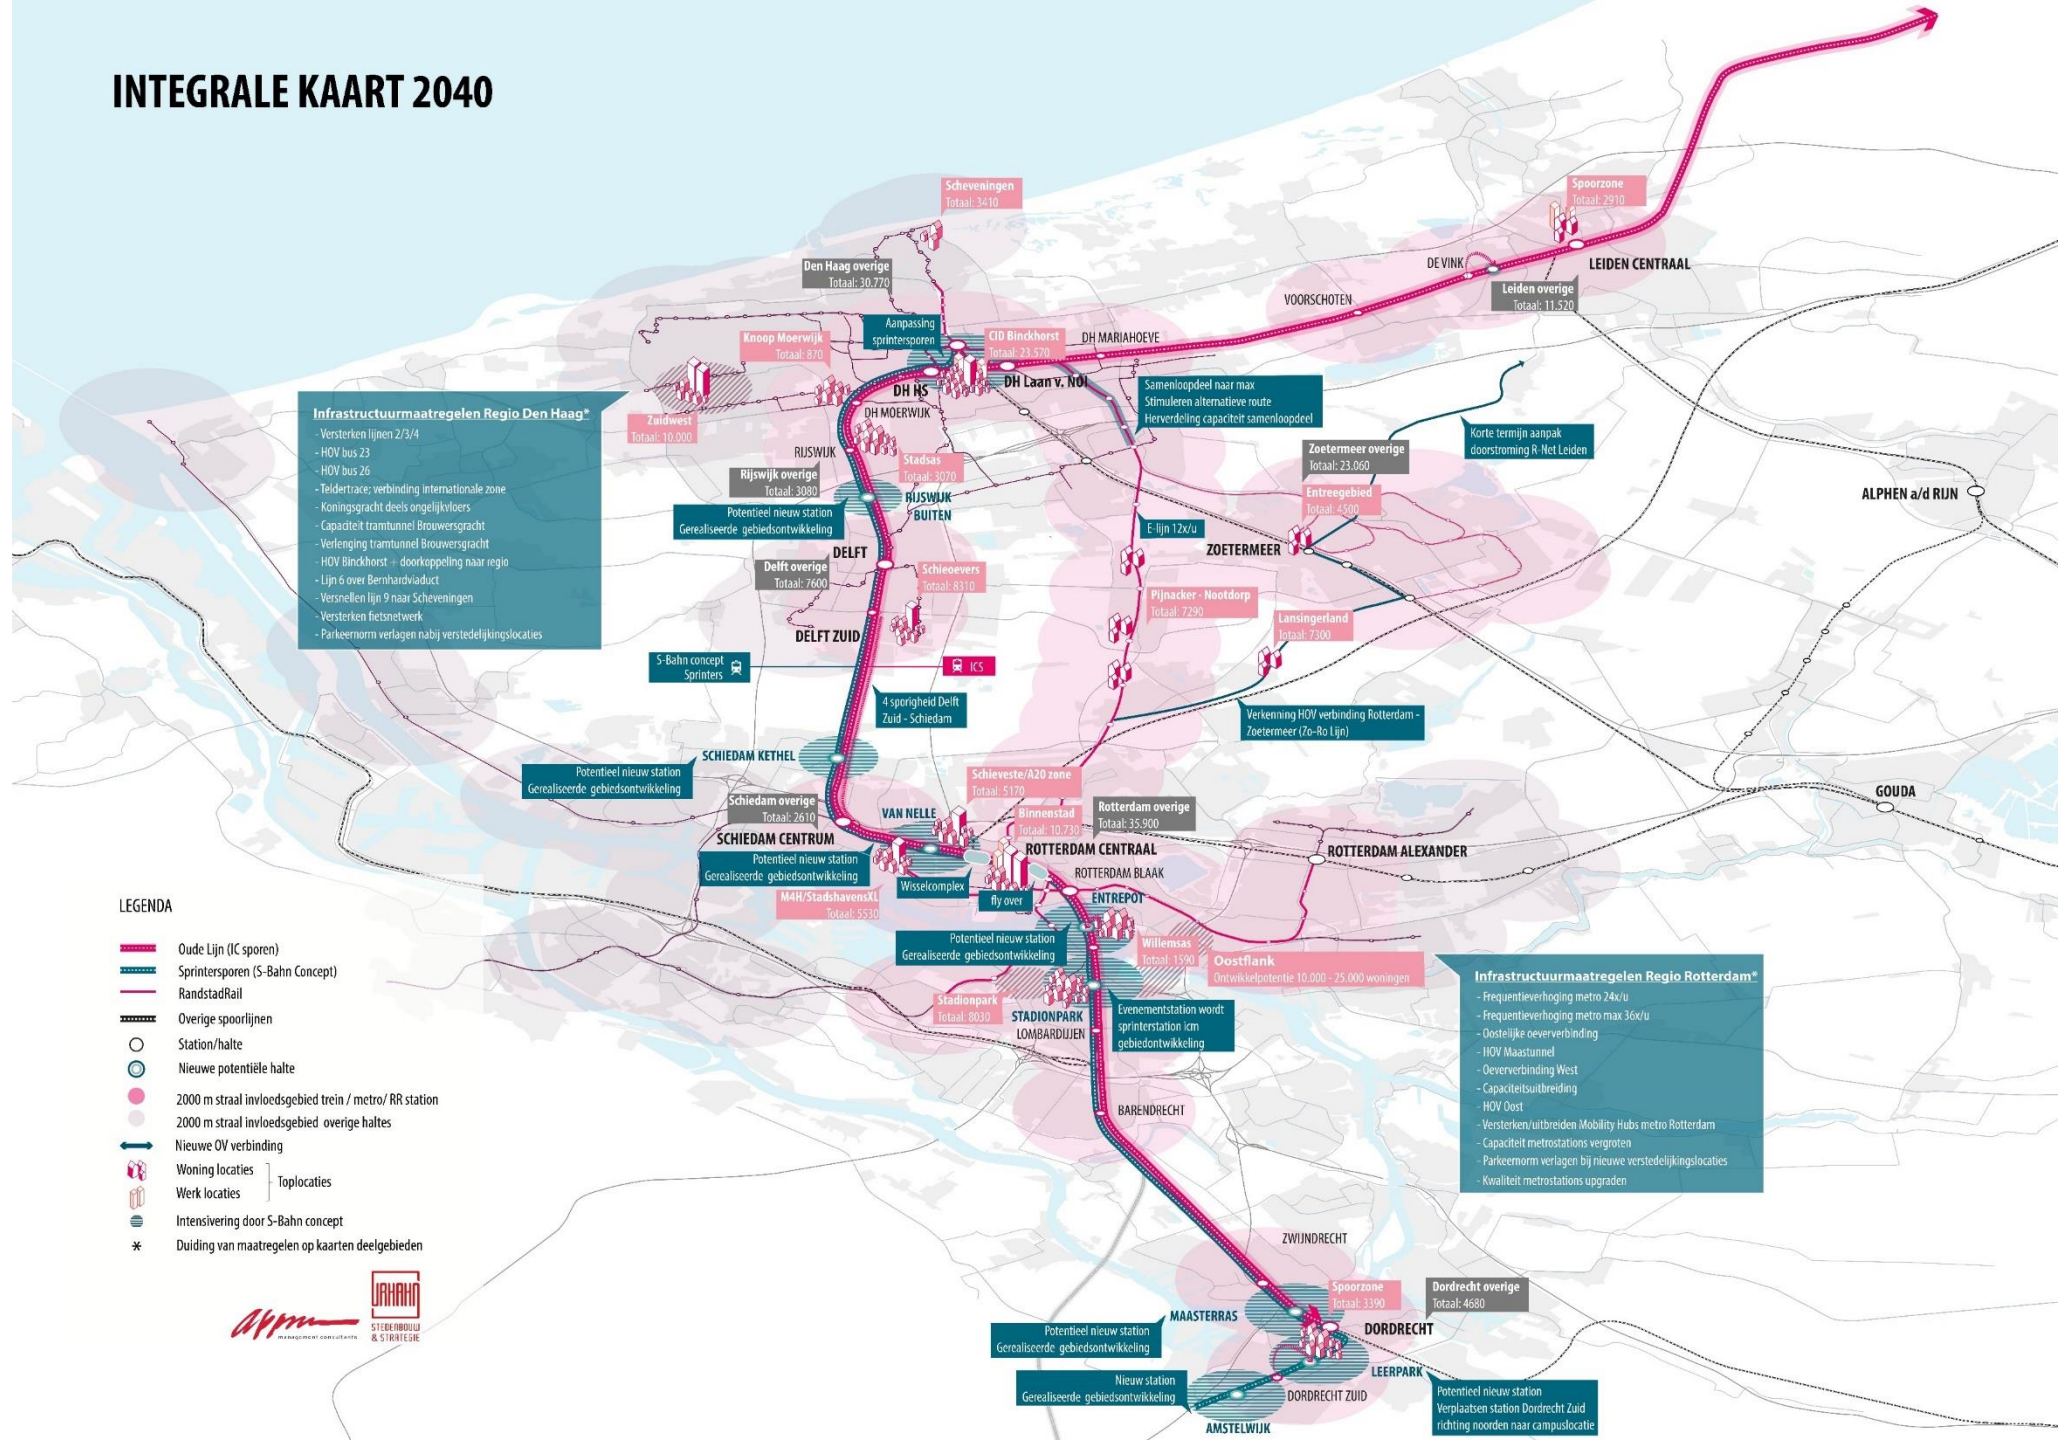 INTEGRALE KAART 2040
Scheveningen
Totaal: 3410
Spoorzone
Totaal: 2910
Den Haag overige
Totaal: 30.770
DE VINK
LEIDEN CENTRAAL
Leiden overige
Totaal: 11.520
VOORSCHOTEN
Aanpassing
sprintersporen
Knoop Moerwijk
Totaal: 870
CID Binckhorst
Totaal: 23.570
DH MARIAHOEVE
DH HS
DH Laan v. NOI
DH MOERWIJK
Zuidwest
Totaal: 10.000
Samenloopdeel naar max
Stimuleren alternatieve route
Herverdeling capaciteit samenloopdeel
Korte termijn aanpak
doorstroming R-Net Leiden
Infrastructuurmaatregelen Regio Den Haag*
- Versterken lijnen 2/3/4
- HOV bus 23
- HOV bus 26
- Teldertrace; verbinding internationale zone
- Koningsgracht deels ongelijkvloers
- Capaciteit tramtunnel Brouwersgracht
- Verlenging tramtunnel Brouwersgracht
- HOV Binckhorst + doorkoppeling naar regio
- Lijn 6 over Bernhardviaduct
- Versnellen lijn 9 naar Scheveningen
- Versterken fietsnetwerk
- Parkeernorm verlagen nabij verstedelijkingslocaties
RIJSWIJK
Stadsas
Totaal: 3070
Rijswijk overige
Totaal: 3080
RIJSWIJK
BUITEN
Potentieel nieuw station
Gerealiseerde gebiedsontwikkeling
Zoetermeer overige
Totaal: 23.060
Entreegebied
Totaal: 4500
ALPHEN a/d RIJN
E-lijn 12x/u
ZOETERMEER
DELFT
Delft overige
Totaal: 7600
Schieoevers
Totaal: 8310
Pijnacker - Nootdorp
Totaal: 7290
Lansingerland
Totaal: 7300
DELFT ZUID
S-Bahn concept
Sprinters
ICS
4 sporigheid Delft
Zuid - Schiedam
Verkenning HOV verbinding Rotterdam -
Zoetermeer (Zo-Ro Lijn)
SCHIEDAM KETHEL
Potentieel nieuw station
Gerealiseerde gebiedsontwikkeling
Schieveste/A20 zone
Totaal: 5170
GOUDA
Schiedam overige
Totaal: 2610
VAN NELLE
Binnenstad
Totaal: 10.730
Rotterdam overige
Totaal: 35.900
SCHIEDAM CENTRUM
ROTTERDAM CENTRAAL
ROTTERDAM ALEXANDER
Potentieel nieuw station
Gerealiseerde gebiedsontwikkeling
ROTTERDAM BLAAK
Wisselcomplex
fly over
ENTREPOT
M4H/StadshavensXL
Totaal: 5530
Potentieel nieuw station
Gerealiseerde gebiedsontwikkeling
Willemsas
Totaal: 1590
Oostflank
Ontwikkelpotentie 10.000 - 25.000 woningen
Stadionpark
Totaal: 8030
STADIONPARK
LOMBARDIJEN
Evenementstation wordt
sprinterstation icm
gebiedontwikkeling
Infrastructuurmaatregelen Regio Rotterdam*
- Frequentieverhoging metro 24x/u
- Frequentieverhoging metro max 36x/u
- Oostelijke oeververbinding
- HOV Maastunnel
- Oeververbinding West
- Capaciteitsuitbreiding
- HOV Oost
- Versterken/uitbreiden Mobility Hubs metro Rotterdam
- Capaciteit metrostations vergroten
- Parkeernorm verlagen bij nieuwe verstedelijkingslocaties
- Kwaliteit metrostations upgraden
BARENDRECHT
ZWIJNDRECHT
Spoorzone
Totaal: 3390
Dordrecht overige
Totaal: 4680
MAASTERRAS
DORDRECHT
Potentieel nieuw station
Gerealiseerde gebiedsontwikkeling
LEERPARK
Nieuw station
Gerealiseerde gebiedsontwikkeling
DORDRECHT ZUID
AMSTELWIJK
Potentieel nieuw station
Verplaatsen station Dordrecht Zuid
richting noorden naar campuslocatie
LEGENDA
Oude Lijn (IC sporen)
Sprintersporen (S-Bahn Concept)
RandstadRail
Overige spoorlijnen
Station/halte
Nieuwe potentiële halte
2000 m straal invloedsgebied trein / metro/ RR station
2000 m straal invloedsgebied overige haltes
Nieuwe OV verbinding
Woning locaties
Werk locaties
Toplocaties
Intensivering door S-Bahn concept
* Duiding van maatregelen op kaarten deelgebieden
appm
management consultants
URHAHN
STEDENBOUW
& STRATEGIE